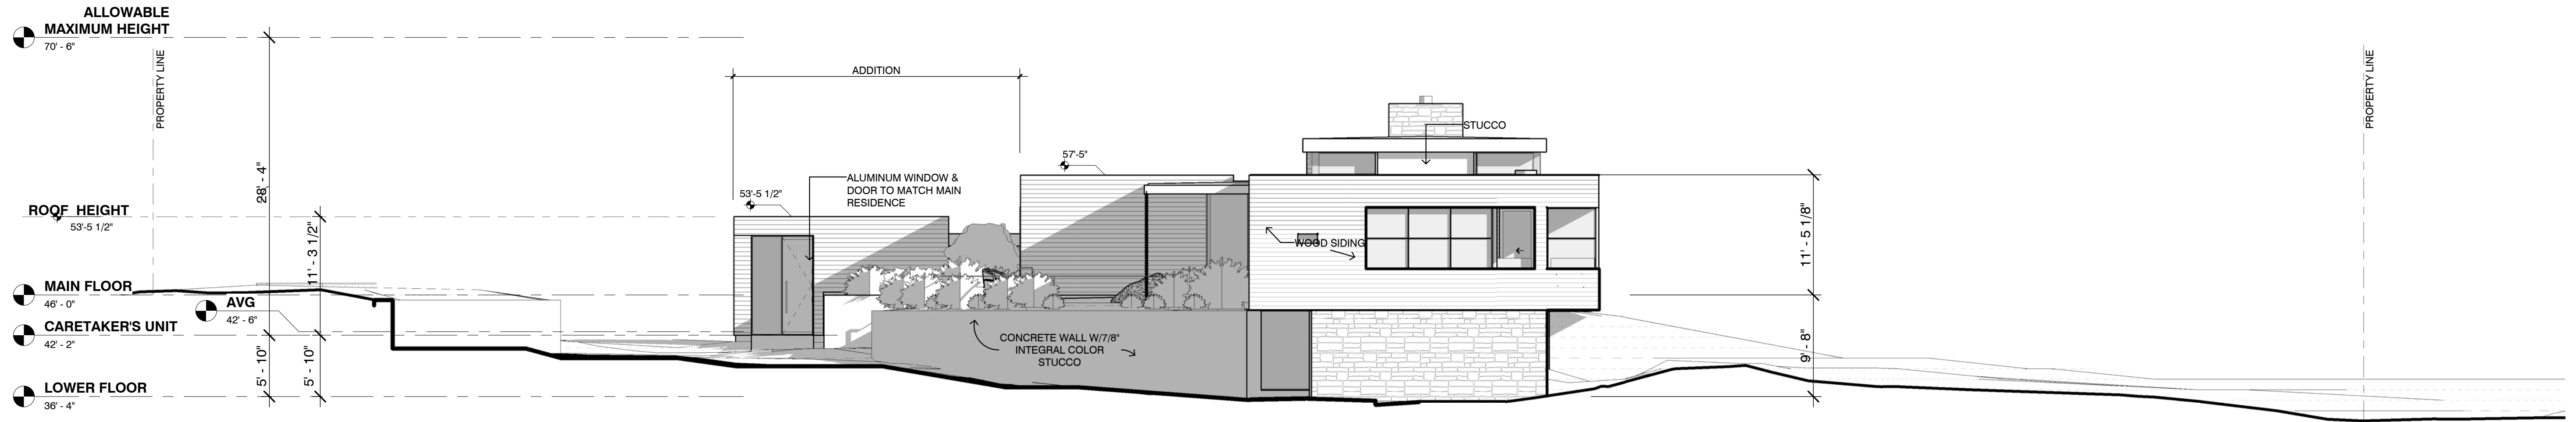 ALLOWABLE
MAXIMUM HEIGHT
70' - 6"
PROPERTY LINE
28' - 4"
ROOF HEIGHT
53'-5 1/2"
11' - 3 1/2"
MAIN FLOOR
46' - 0"
AVG
42' - 6"
CARETAKER'S UNIT
42' - 2"
5' - 10"
5' - 10"
LOWER FLOOR
36' - 4"
ADDITION
53'-5 1/2"
ALUMINUM WINDOW &
DOOR TO MATCH MAIN
RESIDENCE
57'-5"
STUCCO
WOOD SIDING
CONCRETE WALL W/7/8"
INTEGRAL COLOR
STUCCO
11' - 5 1/8"
9' - 8"
PROPERTY LINE